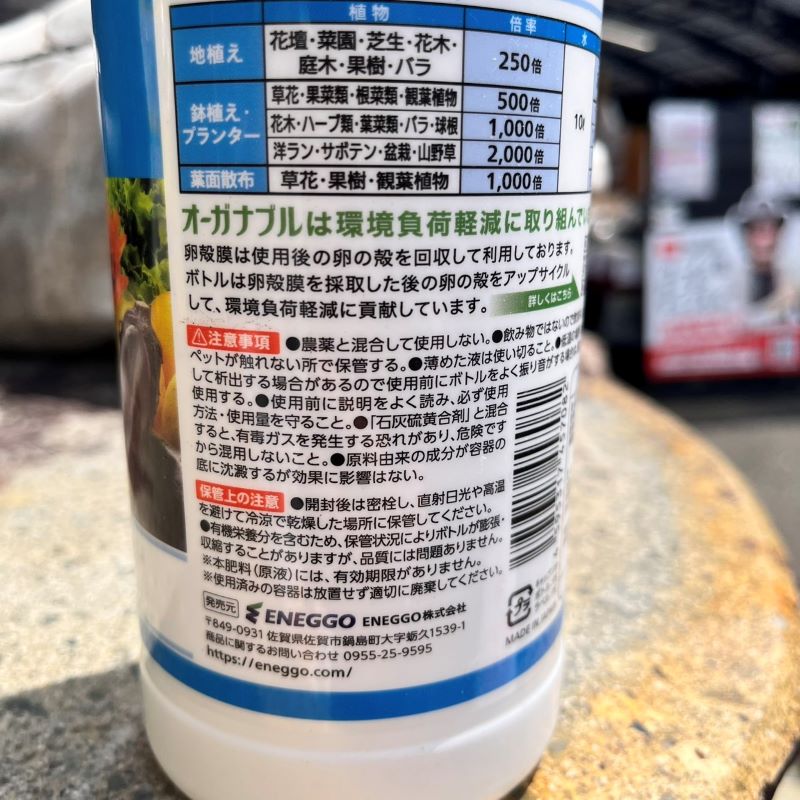 植物 倍率 水
地植え 花壇・菜園・芝生・花木・
庭木・果樹・バラ 250倍
鉢植え・
プランター 草花・果菜類・根菜類・観葉植物 500倍
花木・ハーブ類・葉菜類・バラ・球根 1,000倍 10ℓ
洋ラン・サボテン・盆栽・山野草 2,000倍
葉面散布 草花・果樹・観葉植物 1,000倍
オーガナブルは環境負荷軽減に取り組んで
卵殻膜は使用後の卵の殻を回収して利用しております。
ボトルは卵殻膜を採取した後の卵の殻をアップサイクル
して、環境負荷軽減に貢献しています。 詳しくはこちら
注意事項 ●農薬と混合して使用しない。●飲み物ではないので
ペットが触れない所で保管する。●薄めた液は使い切ること。●低温の
して析出する場合があるので使用前にボトルをよく振り音がする場合
使用する。●使用前に説明をよく読み、必ず使用
方法・使用量を守ること。●「石灰硫黄合剤」と混合
すると、有毒ガスを発生する恐れがあり、危険です
から混用しないこと。●原料由来の成分が容器の
底に沈澱するが効果に影響はない。
保管上の注意 ●開封後は密栓し、直射日光や高温
を避けて冷涼で乾燥した場所に保管してください。
●有機栄養分を含むため、保管状況によりボトルが膨張・
収縮することがありますが、品質には問題ありません。
※本肥料(原液)には、有効期限がありません。
※使用済みの容器は放置せず適切に廃棄してください。
発売元 ENEGGO ENEGGO株式会社
〒849-0931 佐賀県佐賀市鍋島町大字蛎久1539-1
商品に関するお問い合わせ 0955-25-9595
https://eneggo.com/
プラ
MADE IN